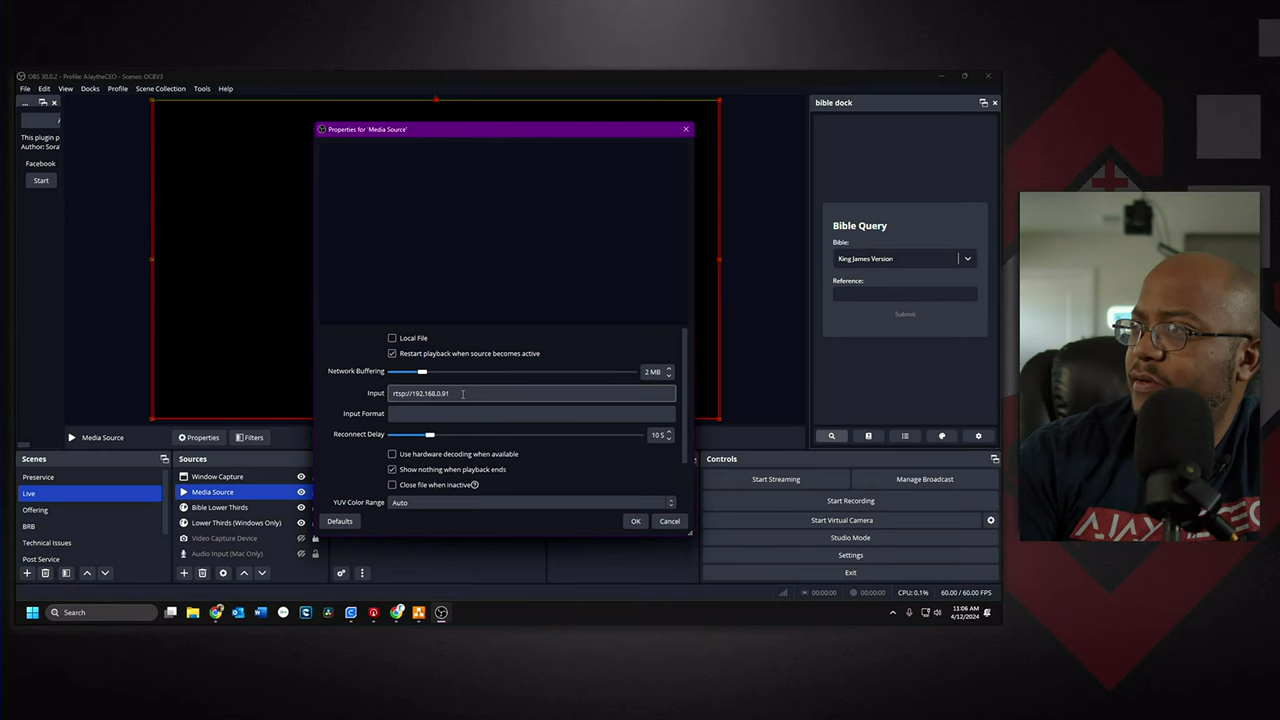 OBS 30.0.2 - Profile: AJaytheCEO - Scenes: OCBV3
File Edit View Docks Profile Scene Collection Tools Help
...
This plugin p
Author: Sora
Facebook
Start
Properties for 'Media Source'
Local File
Restart playback when source becomes active
Network Buffering 2 MB
Input rtsp://192.168.0.91
Input Format
Reconnect Delay 10 S
Use hardware decoding when available
Show nothing when playback ends
Close file when inactive
YUV Color Range Auto
Defaults OK Cancel
bible dock
Bible Query
Bible:
King James Version
Reference:
Submit
Media Source Properties Filters
Scenes
Preservice
Live
Offering
BRB
Technical Issues
Post Service
Sources
Window Capture
Media Source
Bible Lower Thirds
Lower Thirds (Windows Only)
Video Capture Device
Audio Input (Mac Only)
Controls
Start Streaming Manage Broadcast
Start Recording
Start Virtual Camera
Studio Mode
Settings
Exit
00:00:00 00:00:00 CPU: 0.1% 60.00 / 60.00 FPS
Search
11:06 AM
4/12/2024